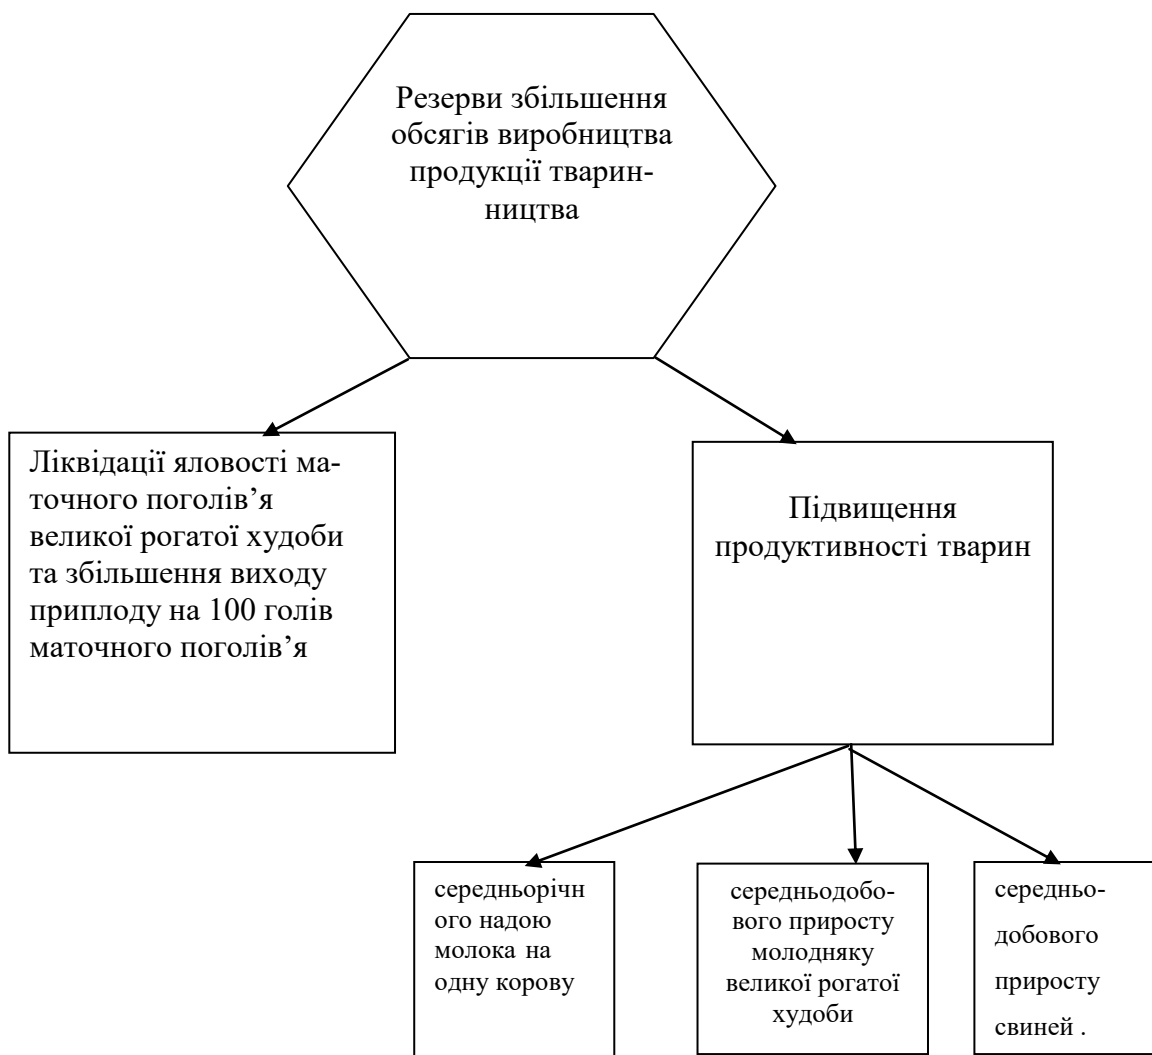 Резерви збільшення
обсягів виробництва
продукції тварин-
ництва
Ліквідації яловості ма-
точного поголів’я
великої рогатої худоби
та збільшення виходу
приплоду на 100 голів
маточного поголів’я
Підвищення
продуктивності тварин
середньорічн
ого надою
молока на
одну корову
середньодобо-
вого приросту
молодняку
великої рогатої
худоби
середньо-
добового
приросту
свиней .